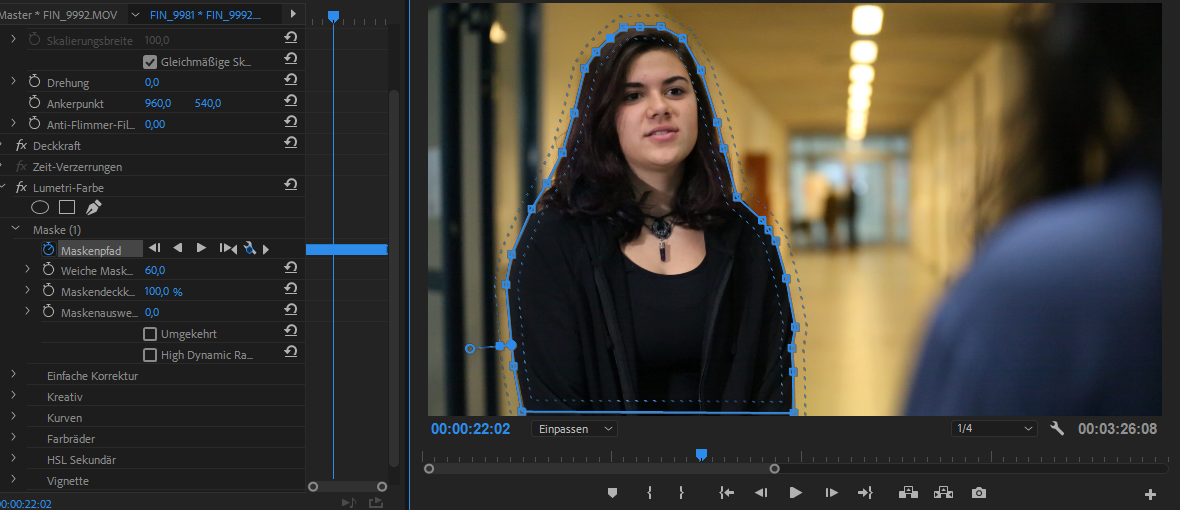 Master * FIN_9992.MOV FIN_9981 * FIN_9992...
Skalierungsbreite 100,0
Gleichmäßige Sk...
Drehung 0,0
Ankerpunkt 960,0 540,0
Anti-Flimmer-Fil... 0,00
fx Deckkraft
fx Zeit-Verzerrungen
fx Lumetri-Farbe
Maske (1)
Maskenpfad
Weiche Mask... 60,0
Maskendeckk... 100,0 %
Maskenauswe... 0,0
Umgekehrt
High Dynamic Ra...
Einfache Korrektur
Kreativ
Kurven
Farbräder
HSL Sekundär
Vignette
00:00:22:02
00:00:22:02 Einpassen 1/4 00:03:26:08